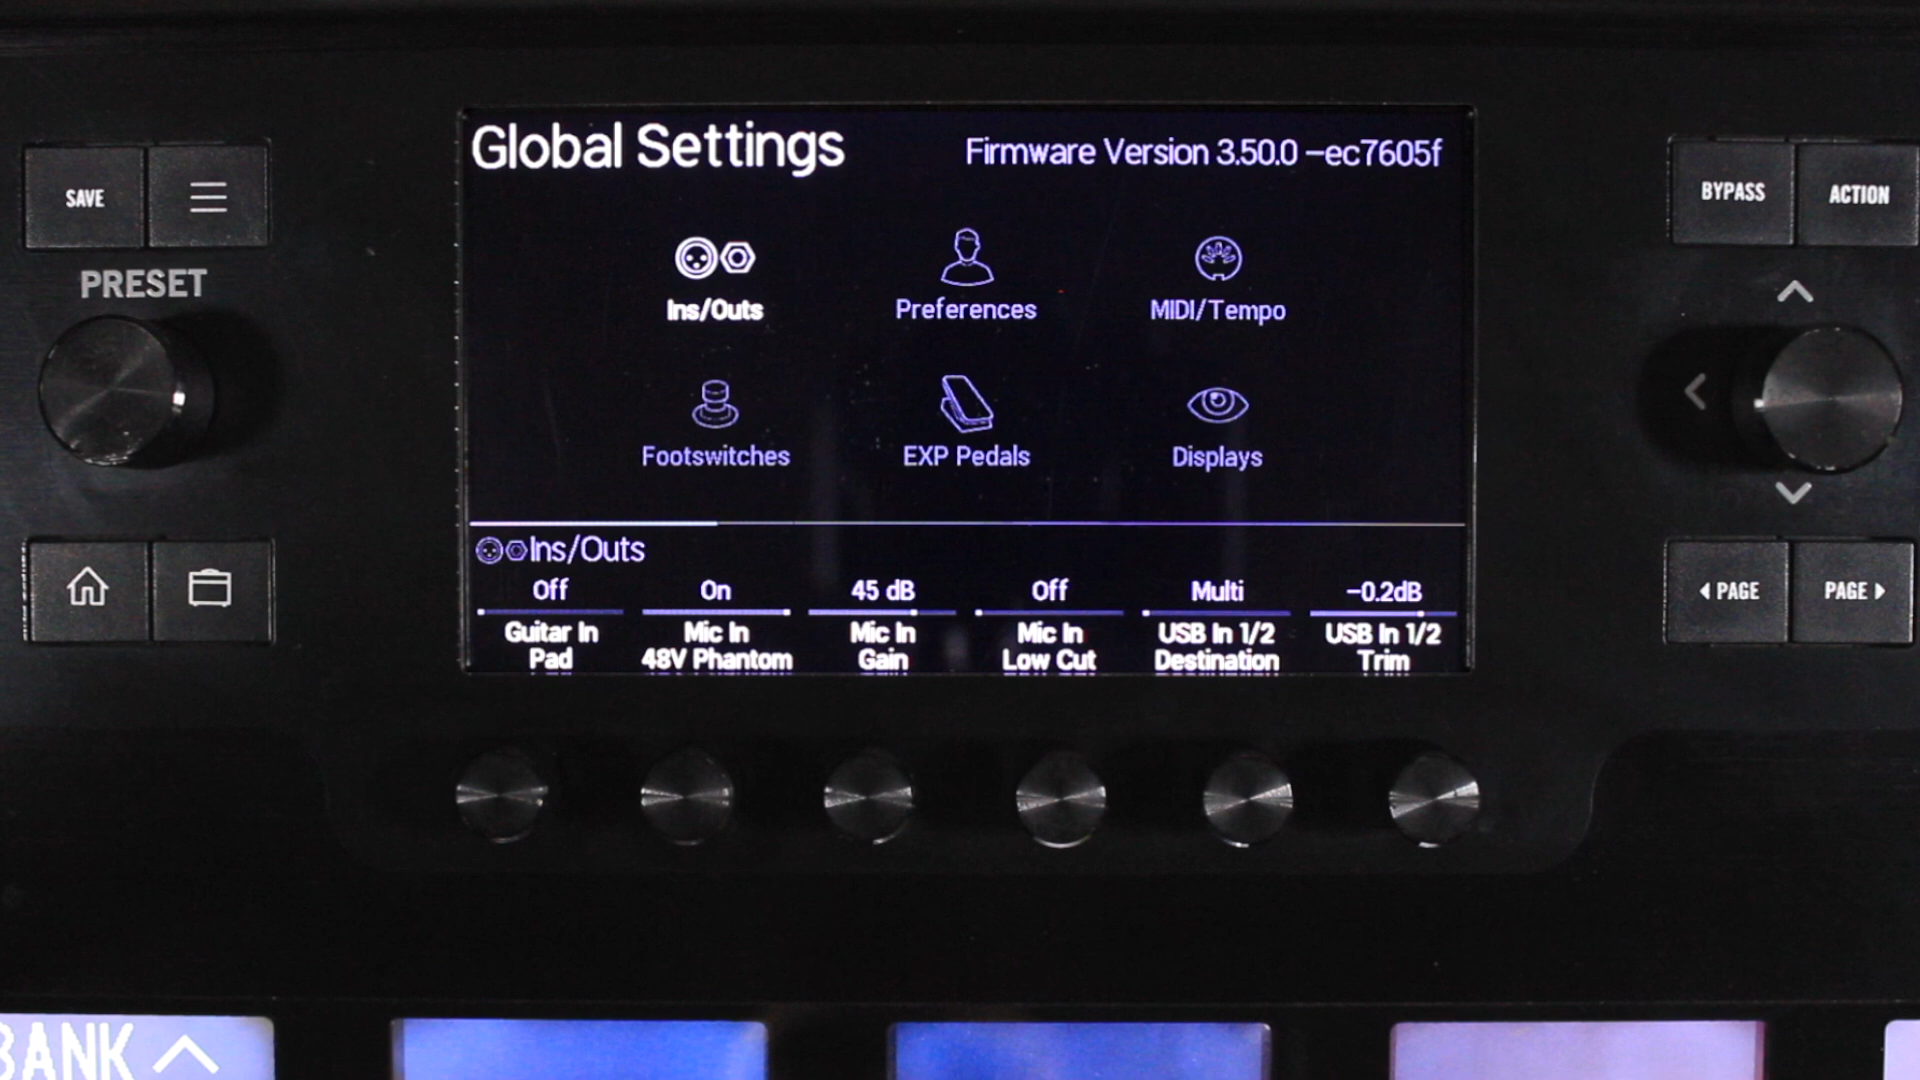 Global Settings
Firmware Version 3.50.0 -ec7605f
SAVE
BYPASS
ACTION
PRESET
Ins/Outs
Preferences
MIDI/Tempo
Footswitches
EXP Pedals
Displays
Ins/Outs
Off
On
45 dB
Off
Multi
-0.2dB
Guitar In
Pad
Mic In
48V Phantom
Mic In
Gain
Mic In
Low Cut
USB In 1/2
Destination
USB In 1/2
Trim
PAGE
PAGE
BANK